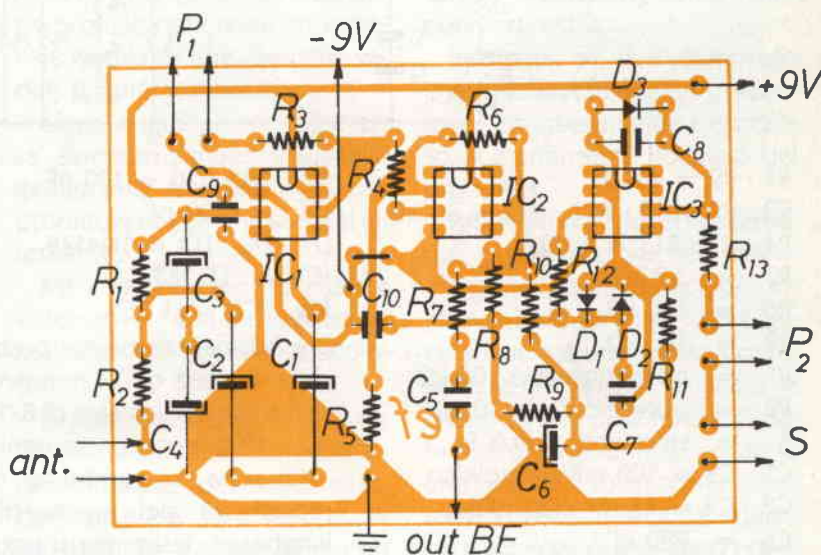 P1 -9V
+9V
D3
R3 R6
C8
C9 R4
IC2 IC3
IC1
R10
R12 R13
R1 C3 C10 R7
P2
R8 D1 D2
C2 C1 R11
R2 C5 R9
R5 C7
C4 C6 S
ant.
out BF